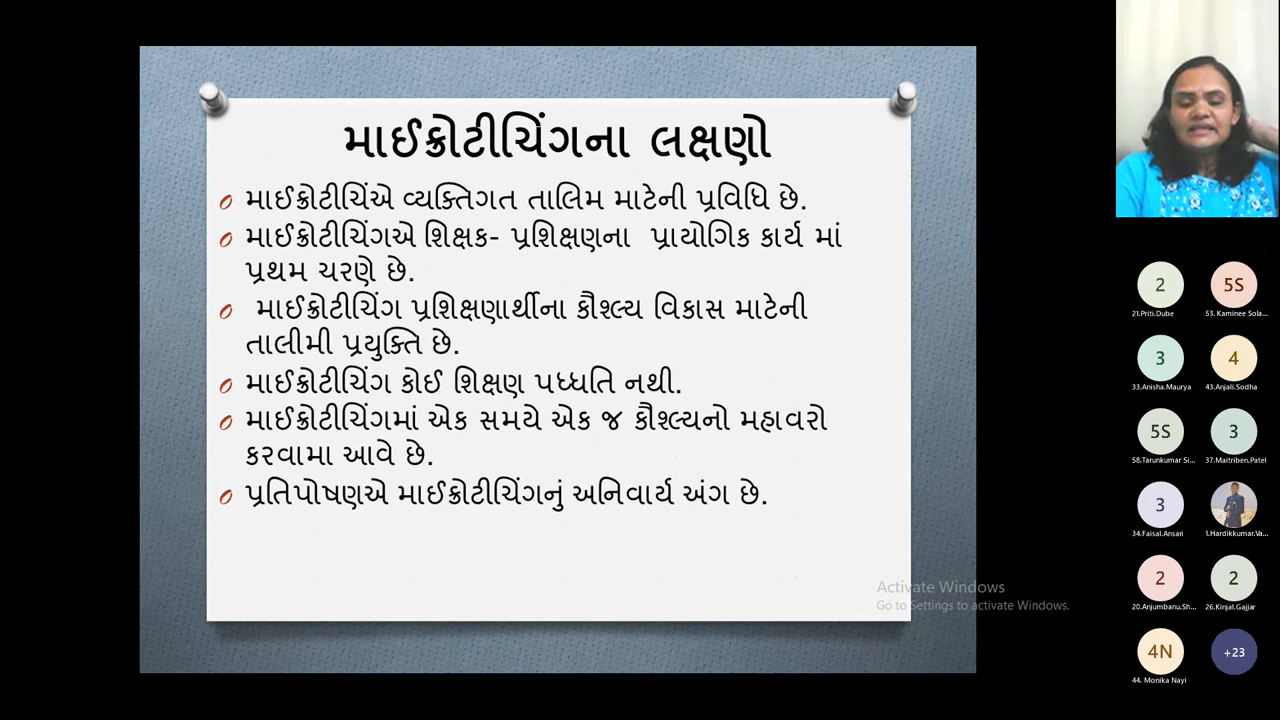 માઈક્રોટીચિંગના લક્ષણો
માઈક્રોટીચિંએ વ્યક્તિગત તાલિમ માટેની પ્રવિધિ છે.
માઈક્રોટીચિંગએ શિક્ષક- પ્રશિક્ષણના પ્રાયોગિક કાર્ય માં
પ્રથમ ચરણે છે.
માઈક્રોટીચિંગ પ્રશિક્ષણાર્થીના કૌશ્લ્ય વિકાસ માટેની
તાલીમી પ્રયુક્તિ છે.
માઈક્રોટીચિંગ કોઈ શિક્ષણ પધ્ધતિ નથી.
માઈક્રોટીચિંગમાં એક સમયે એક જ કૌશ્લ્યનો મહાવરો
કરવામા આવે છે.
પ્રતિપોષણએ માઈક્રોટીચિંગનું અનિવાર્ય અંગ છે.
Activate Windows
Go to Settings to activate Windows.
2 5S
21.Priti.Dube 53. Kaminee Sola...
3 4
33.Anisha.Maurya 43.Anjali.Sodha
5S 3
58.Tarunkumar Si... 37.Maitriben.Patel
3
34.Faisal.Ansari 1.Hardikkumar.Va...
2 2
20.Anjumbanu.Sh... 26.Kinjal.Gajjar
4N +23
44. Monika Nayi